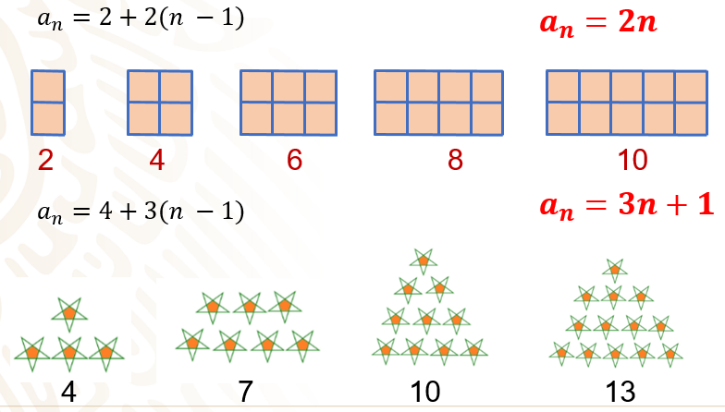 aₙ = 2 + 2(n − 1)
aₙ = 2n
2 4 6 8 10
aₙ = 4 + 3(n − 1)
aₙ = 3n + 1
4 7 10 13